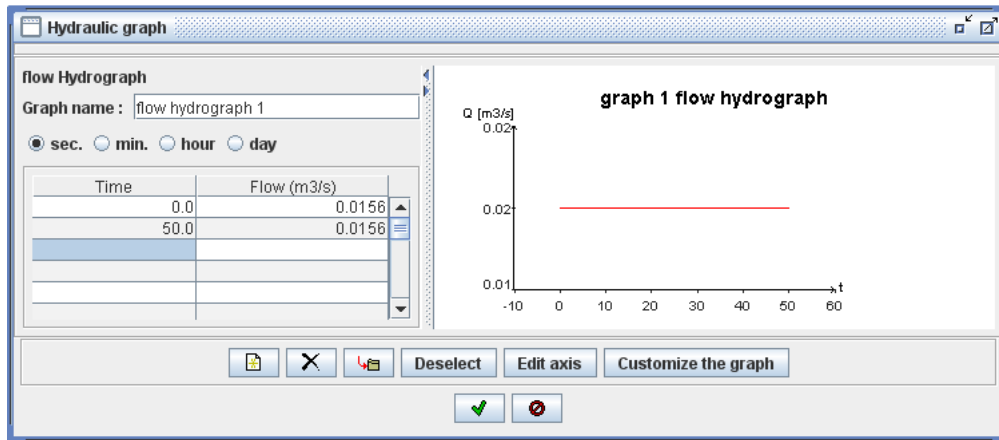 Hydraulic graph
flow Hydrograph
Graph name : flow hydrograph 1
sec. min. hour day
Time Flow (m3/s)
0.0 0.0156
50.0 0.0156
graph 1 flow hydrograph
Q [m3/s]
0.02
0.02
0.01
t
-10 0 10 20 30 40 50 60
Deselect Edit axis Customize the graph